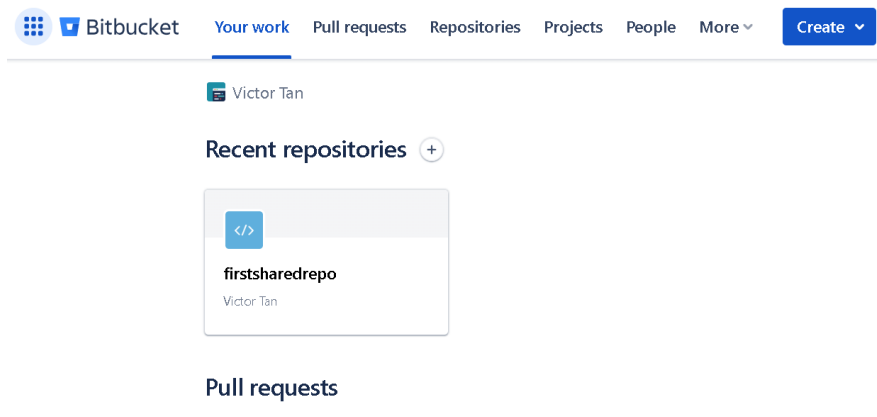 Bitbucket Your work Pull requests Repositories Projects People More Create
Victor Tan
Recent repositories +
</>
firstsharedrepo
Victor Tan
Pull requests